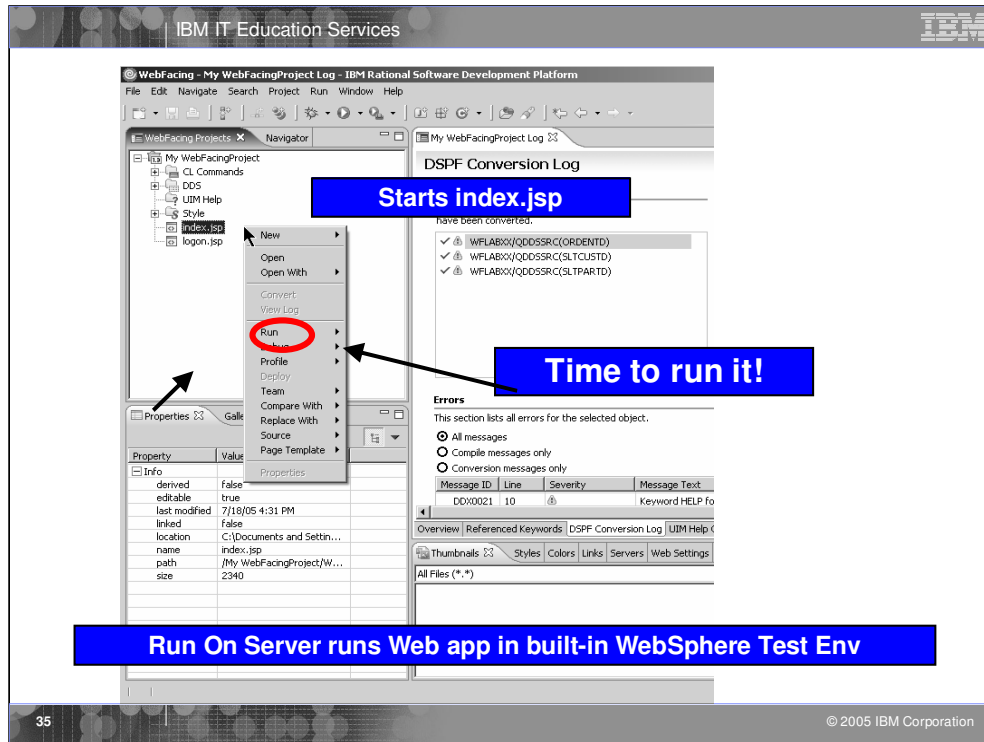 IBM IT Education Services
IBM
WebFacing - My WebFacingProject Log - IBM Rational Software Development Platform
File Edit Navigate Search Project Run Window Help
WebFacing Projects Navigator
My WebFacingProject
CL Commands
DDS
UIM Help
Style
index.jsp
logon.jsp
New
Open
Open With
Convert
View Log
Run
Debug
Profile
Deploy
Team
Compare With
Replace With
Source
Page Template
Properties
My WebFacingProject Log
DSPF Conversion Log
Starts index.jsp
have been converted.
WFLABXX/QDDSSRC(ORDENTD)
WFLABXX/QDDSSRC(SLTCUSTD)
WFLABXX/QDDSSRC(SLTPARTD)
Time to run it!
Errors
This section lists all errors for the selected object.
All messages
Compile messages only
Conversion messages only
Message ID Line Severity Message Text
DDX0021 10 Keyword HELP fo
Overview Referenced Keywords DSPF Conversion Log UIM Help
Properties
Property Value
Info
derived false
editable true
last modified 7/18/05 4:31 PM
linked false
location C:\Documents and Settin...
name index.jsp
path /My WebFacingProject/W...
size 2340
Thumbnails Styles Colors Links Servers Web Settings
All Files (*.*)
Run On Server runs Web app in built-in WebSphere Test Env
35
© 2005 IBM Corporation